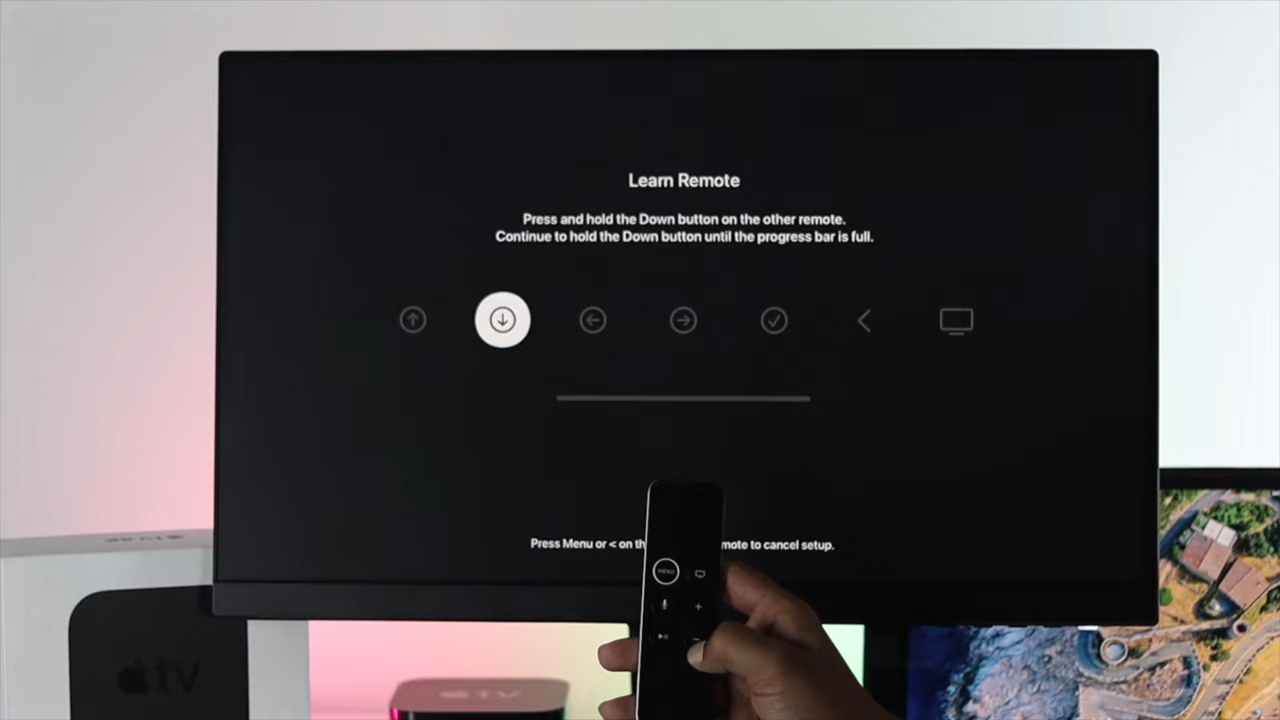 Learn Remote
Press and hold the Down button on the other remote.
Continue to hold the Down button until the progress bar is full.
Press Menu or < on th mote to cancel setup.
MENU
tv
tv